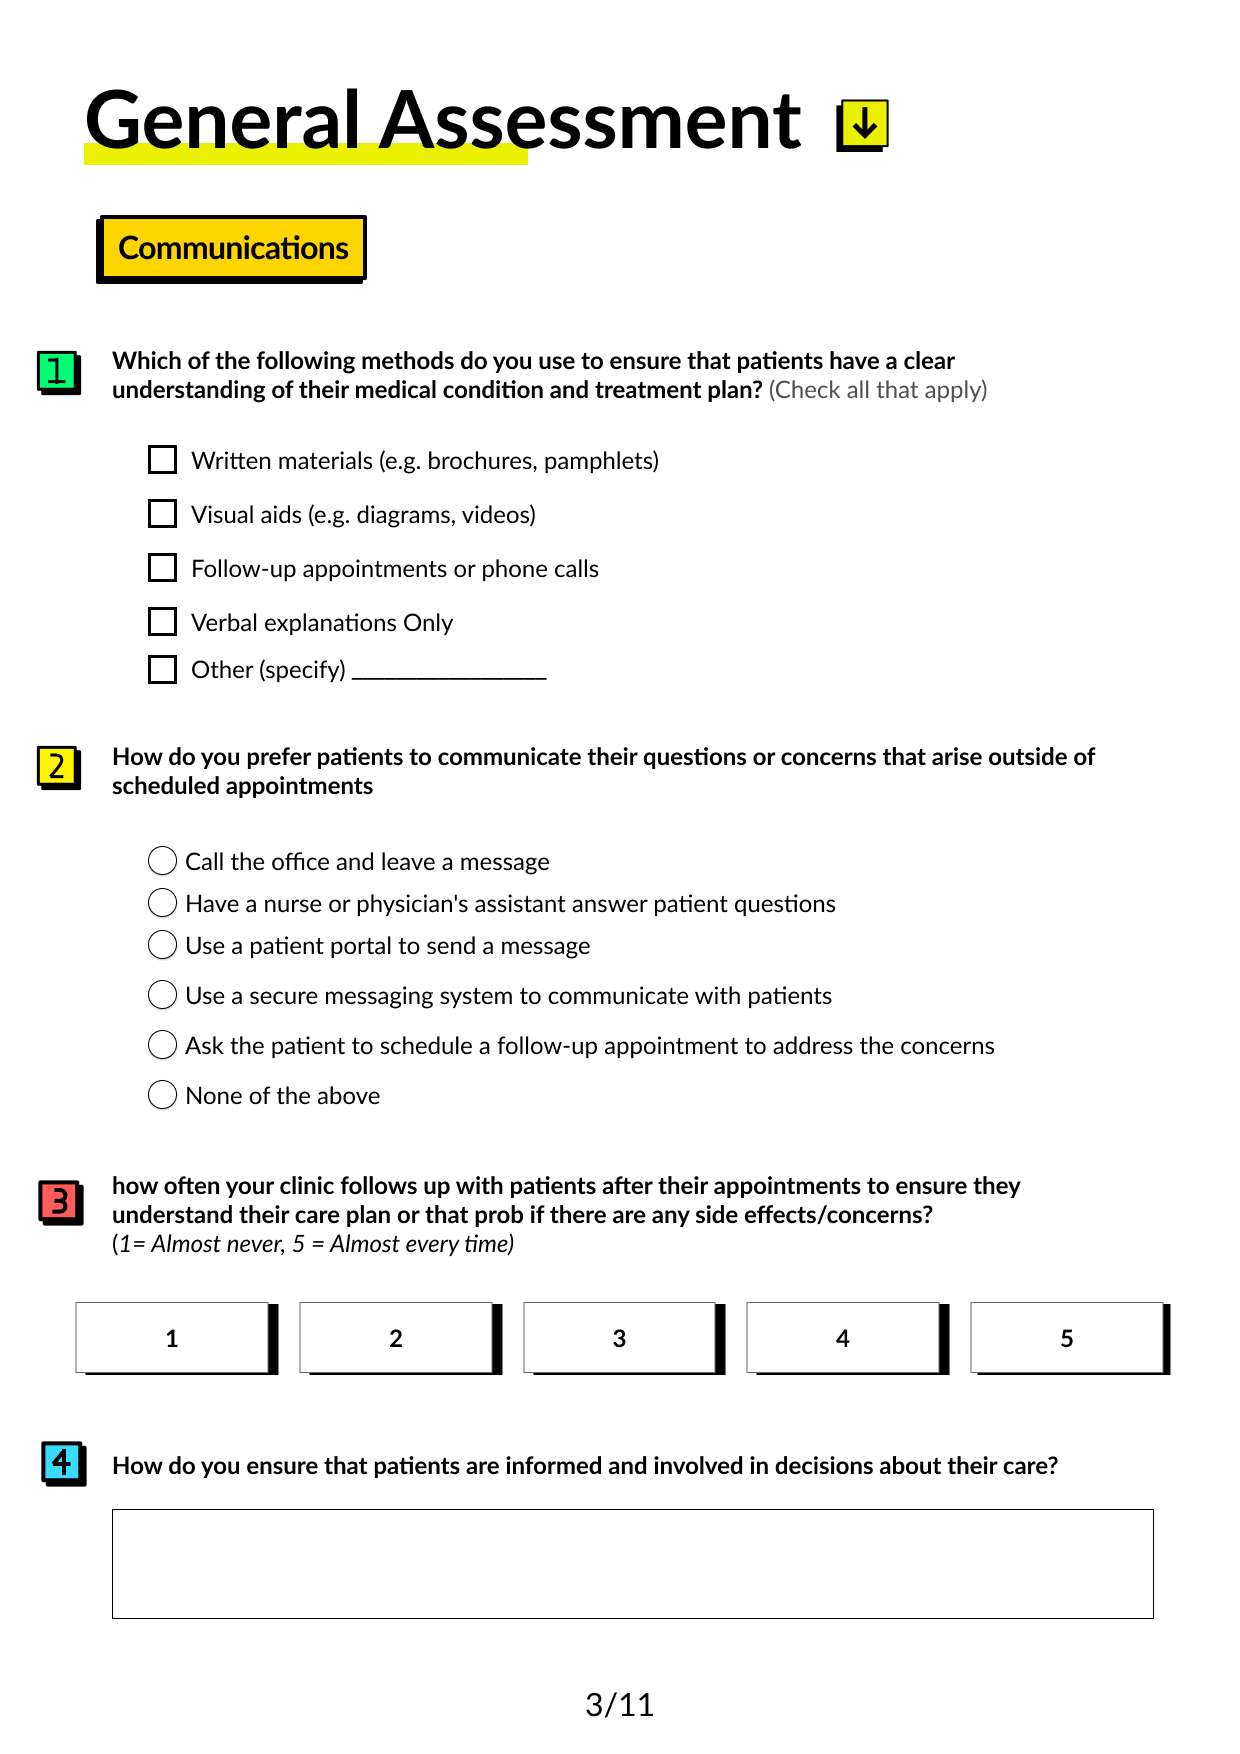 General Assessment
Communications
1
Which of the following methods do you use to ensure that patients have a clear
understanding of their medical condition and treatment plan? (Check all that apply)
Written materials (e.g. brochures, pamphlets)
Visual aids (e.g. diagrams, videos)
Follow-up appointments or phone calls
Verbal explanations Only
Other (specify) ________________
2
How do you prefer patients to communicate their questions or concerns that arise outside of
scheduled appointments
Call the office and leave a message
Have a nurse or physician's assistant answer patient questions
Use a patient portal to send a message
Use a secure messaging system to communicate with patients
Ask the patient to schedule a follow-up appointment to address the concerns
None of the above
3
how often your clinic follows up with patients after their appointments to ensure they
understand their care plan or that prob if there are any side effects/concerns?
(1= Almost never, 5 = Almost every time)
1 2 3 4 5
4
How do you ensure that patients are informed and involved in decisions about their care?
3/11